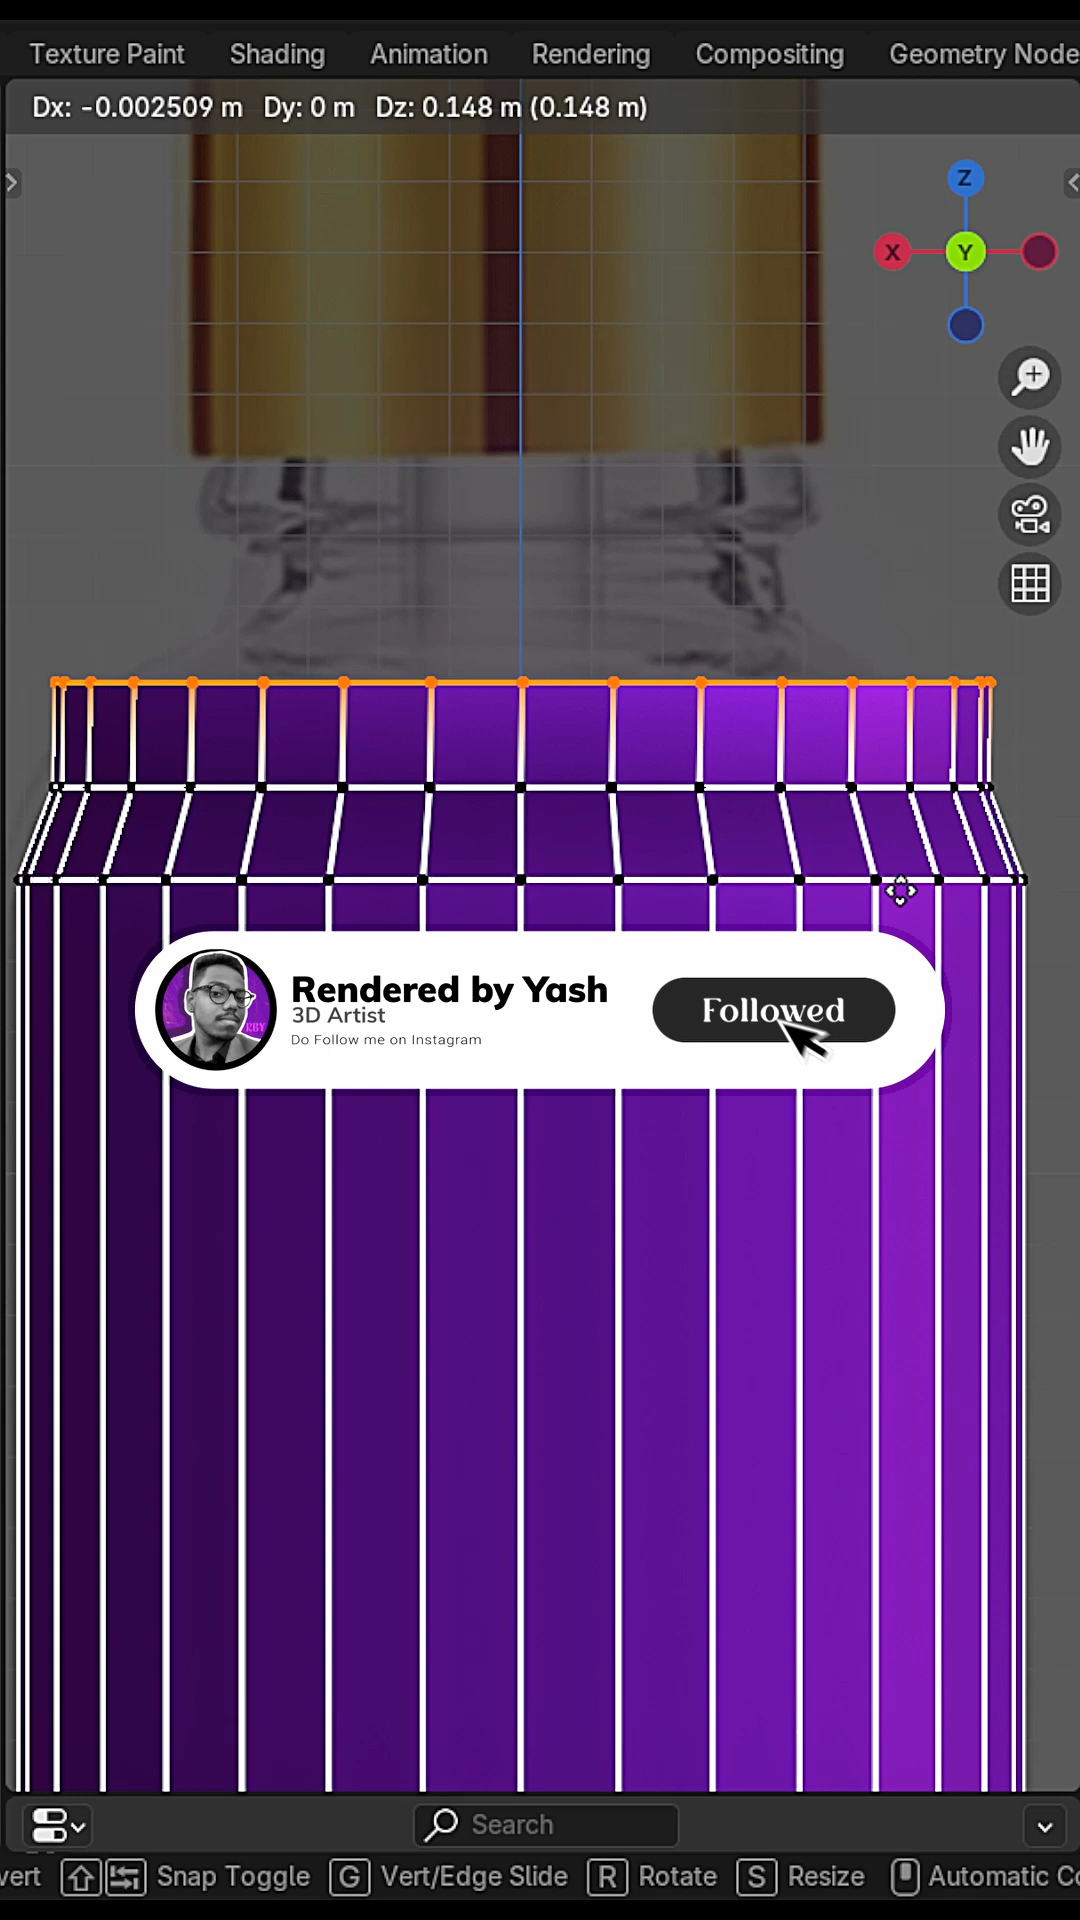 Texture Paint Shading Animation Rendering Compositing Geometry Node
Dx: -0.002509 m Dy: 0 m Dz: 0.148 m (0.148 m)
Z
X Y
Rendered by Yash
3D Artist
Do Follow me on Instagram
Followed
RBY
Search
vert Snap Toggle G Vert/Edge Slide R Rotate S Resize Automatic Co